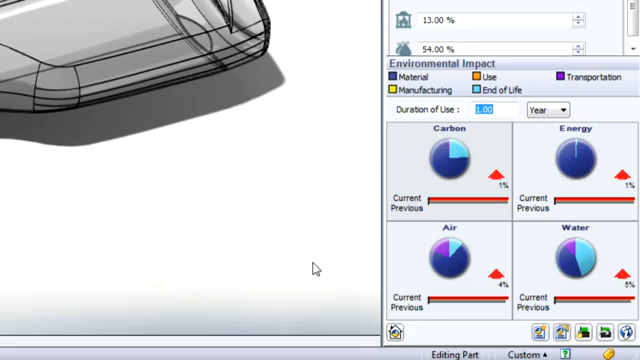 13.00 %
54.00 %
Environmental Impact
Material Use Transportation
Manufacturing End of Life
Duration of Use : 1.00 Year
Carbon Energy
1% 1%
Current Current
Previous Previous
Air Water
4% 5%
Current Current
Previous Previous
Editing Part Custom